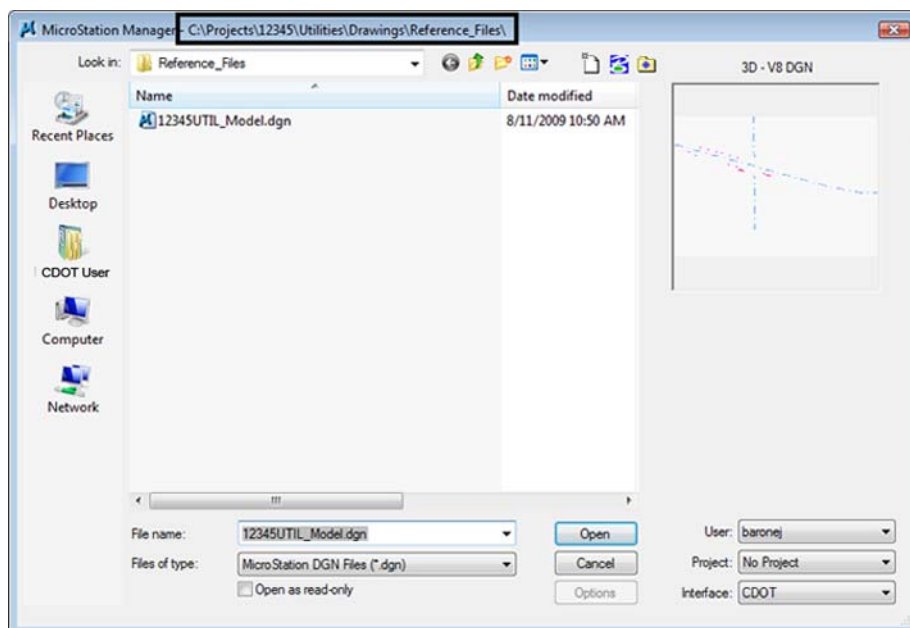 MicroStation Manager - C:\Projects\12345\Utilities\Drawings\Reference_Files\
Look in: Reference_Files
3D - V8 DGN
Name Date modified
12345UTIL_Model.dgn 8/11/2009 10:50 AM
Recent Places
Desktop
CDOT User
Computer
Network
File name: 12345UTIL_Model.dgn Open User: baronej
Files of type: MicroStation DGN Files (*.dgn) Cancel Project: No Project
Open as read-only Options Interface: CDOT